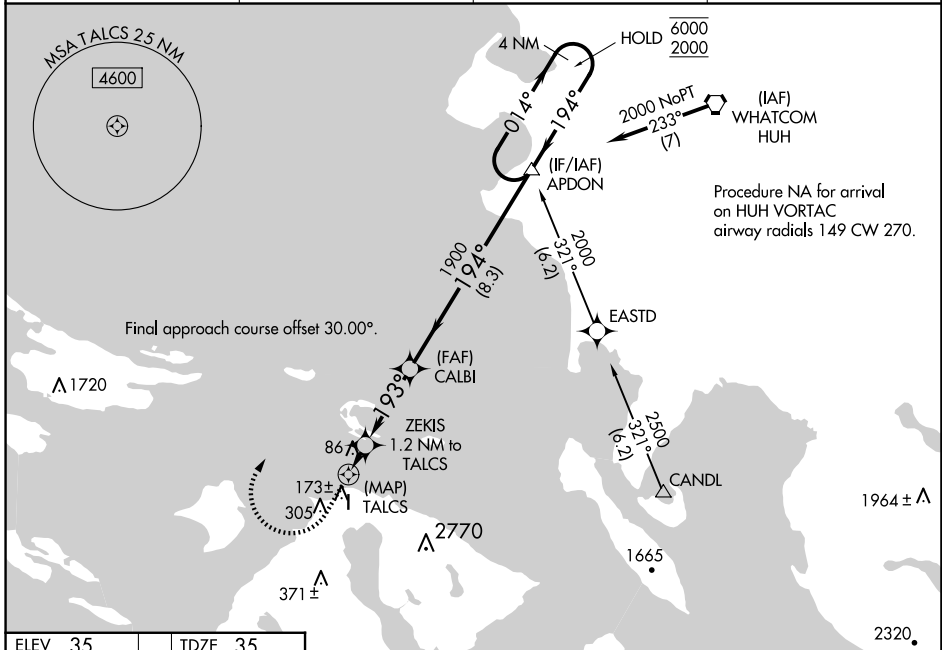 MSA TALCS 25 NM
4600
4 NM
HOLD
6000
2000
014°
194°
2000 NoPT
233°
(7)
(IAF)
WHATCOM
HUH
(IF/IAF)
APDON
Procedure NA for arrival
on HUH VORTAC
airway radials 149 CW 270.
1900
194°
(8.3)
2000
321°
(6.2)
EASTD
Final approach course offset 30.00°.
(FAF)
CALBI
1720
193°
ZEKIS
1.2 NM to
TALCS
86
2500
321°
(6.2)
CANDL
173±
(MAP)
TALCS
305
1964 ±
2770
1665
371 ±
2320
ELEV 35
TDZE 35